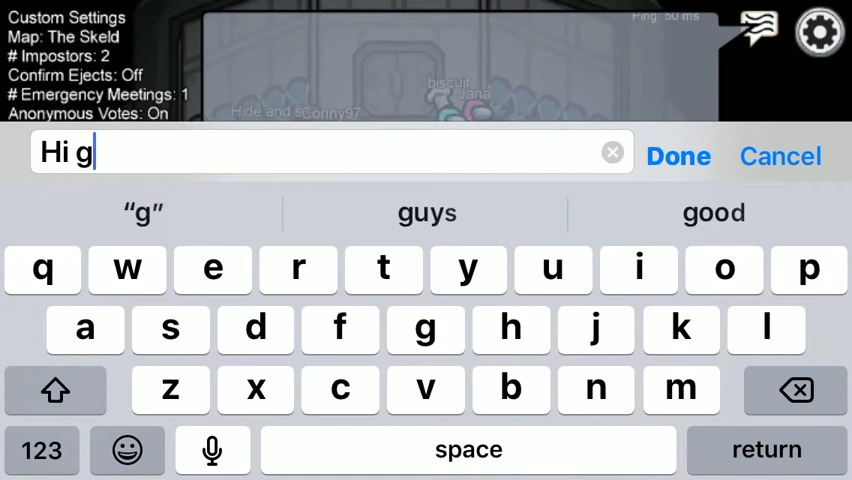 Custom Settings
Map: The Skeld
# Impostors: 2
Confirm Ejects: Off
# Emergency Meetings: 1
Anonymous Votes: On
Ping: 50 ms
biscuit
Jana
Hide and s
Conny97
Hi g
Done
Cancel
“g”
guys
good
q w e r t y u i o p
a s d f g h j k l
z x c v b n m
123
space
return